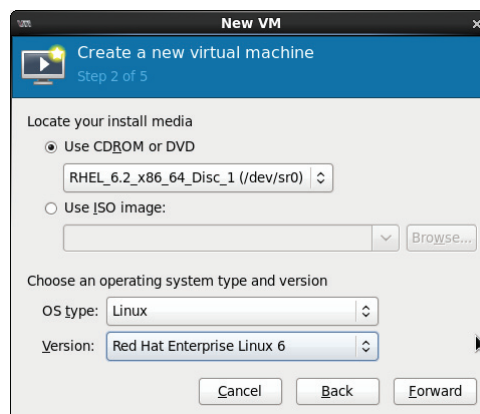 New VM
Create a new virtual machine
Step 2 of 5
Locate your install media
Use CDROM or DVD
RHEL_6.2_x86_64_Disc_1 (/dev/sr0)
Use ISO image:
Browse...
Choose an operating system type and version
OS type: Linux
Version: Red Hat Enterprise Linux 6
Cancel Back Forward